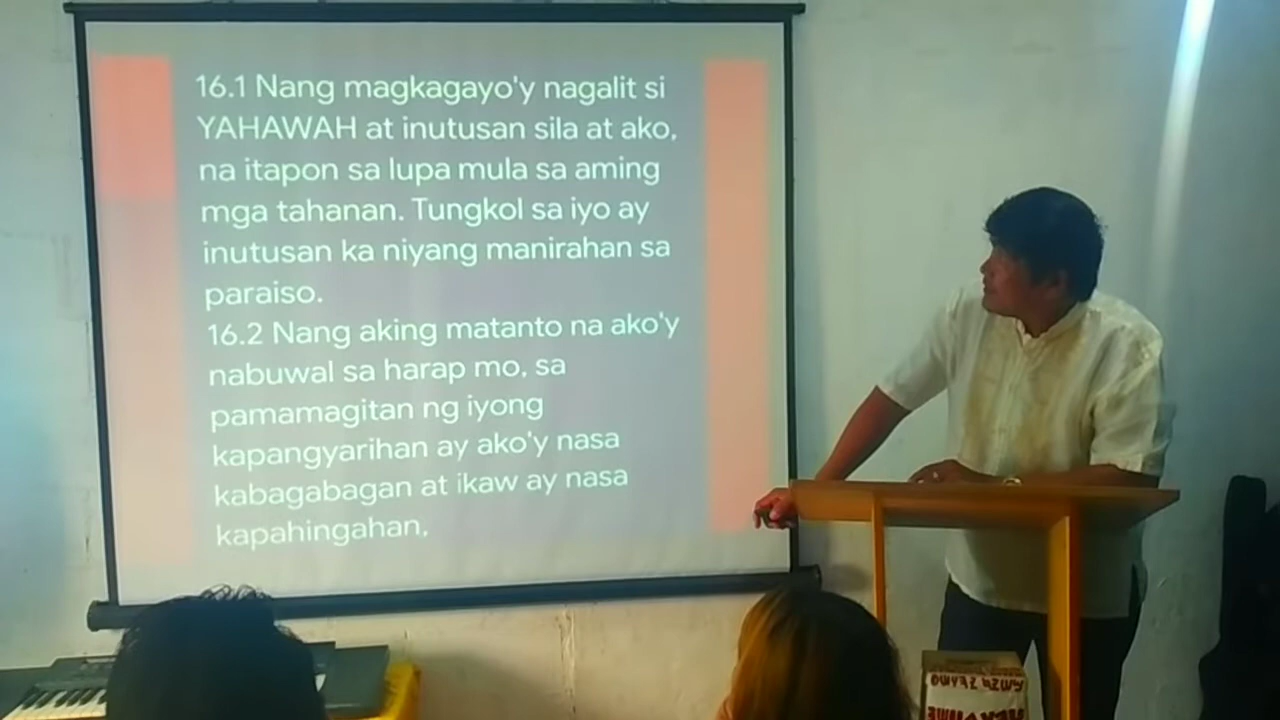 16.1 Nang magkagayo'y nagalit si
YAHAWAH at inutusan sila at ako,
na itapon sa lupa mula sa aming
mga tahanan. Tungkol sa iyo ay
inutusan ka niyang manirahan sa
paraiso.
16.2 Nang aking matanto na ako'y
nabuwal sa harap mo, sa
pamamagitan ng iyong
kapangyarihan ay ako'y nasa
kabagabagan at ikaw ay nasa
kapahingahan,